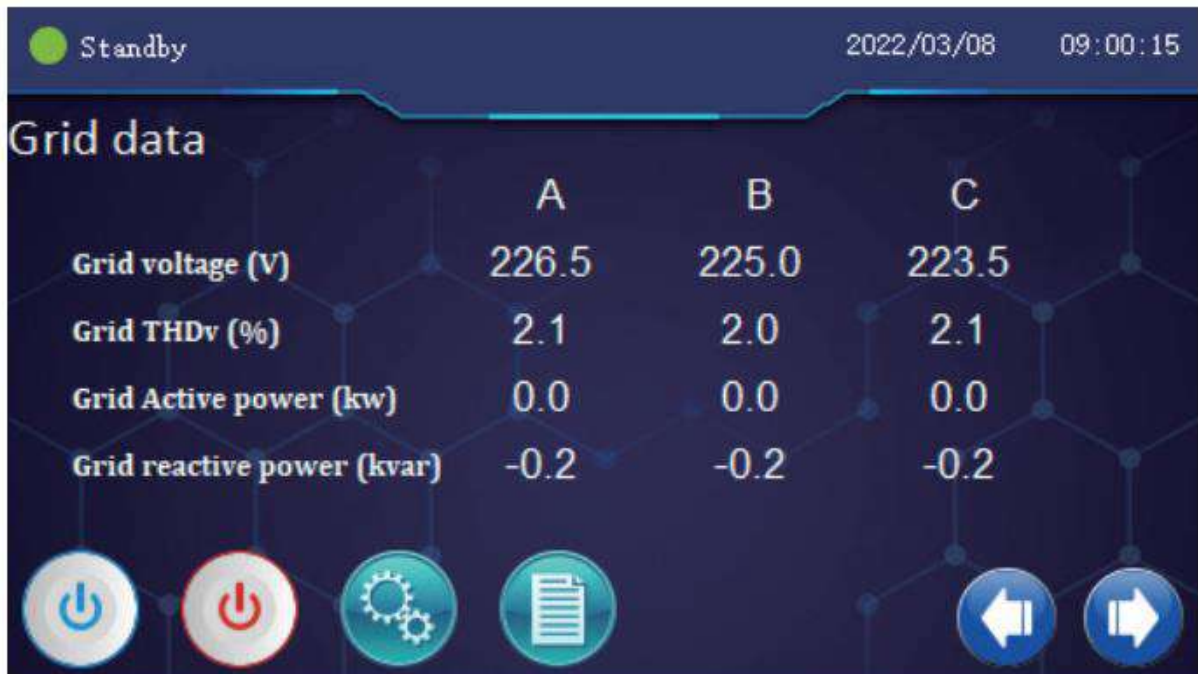 Standby 2022/03/08 09:00:15
Grid data
A B C
Grid voltage (V) 226.5 225.0 223.5
Grid THDv (%) 2.1 2.0 2.1
Grid Active power (kw) 0.0 0.0 0.0
Grid reactive power (kvar) -0.2 -0.2 -0.2